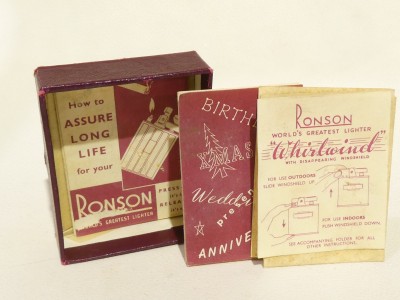 How to
ASSURE
LONG
LIFE
for your
RONSON
WORLD'S GREATEST LIGHTER
PRESS
RELEA
BIRTH
XMAS
Wedd
ANNIVE
RONSON
WORLD'S GREATEST LIGHTER
"Whirlwind"
WITH DISAPPEARING WINDSHIELD
FOR USE OUTDOORS
SLIDE WINDSHIELD UP
FOR USE INDOORS
PUSH WINDSHIELD DOWN
SEE ACCOMPANYING FOLDER FOR ALL
OTHER INSTRUCTIONS.